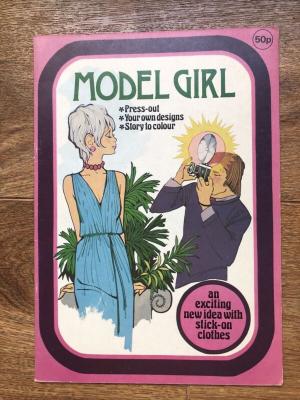 50p
MODEL GIRL
*Press-out
*Your own designs
*Story to colour
an
exciting
new idea with
stick-on
clothes